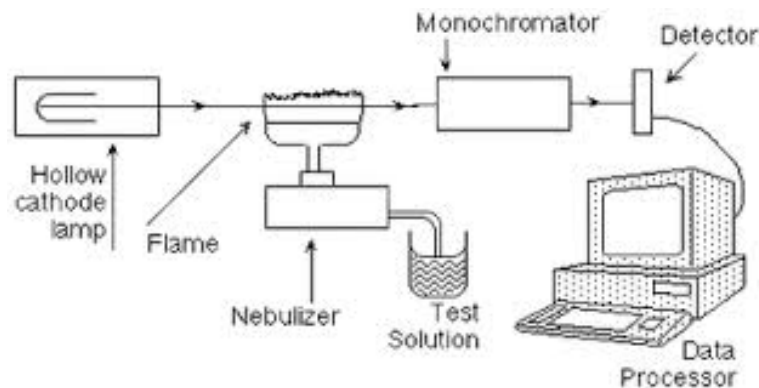 Monochromator
Detector
Hollow
cathode
lamp
Flame
Nebulizer
Test
Solution
Data
Processor